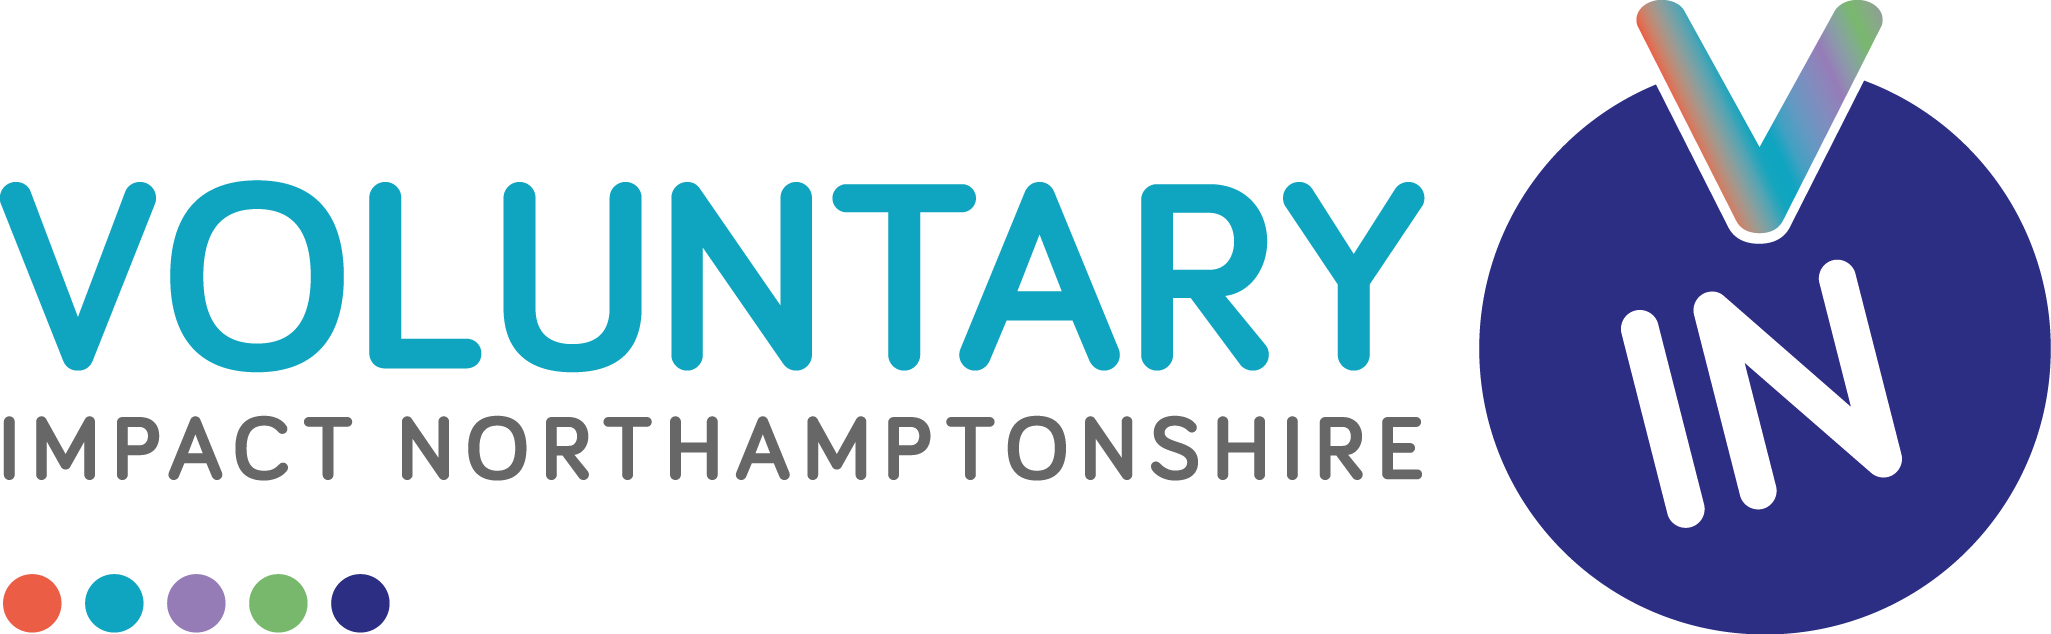 VOLUNTARY
IMPACT NORTHAMPTONSHIRE
V
IN